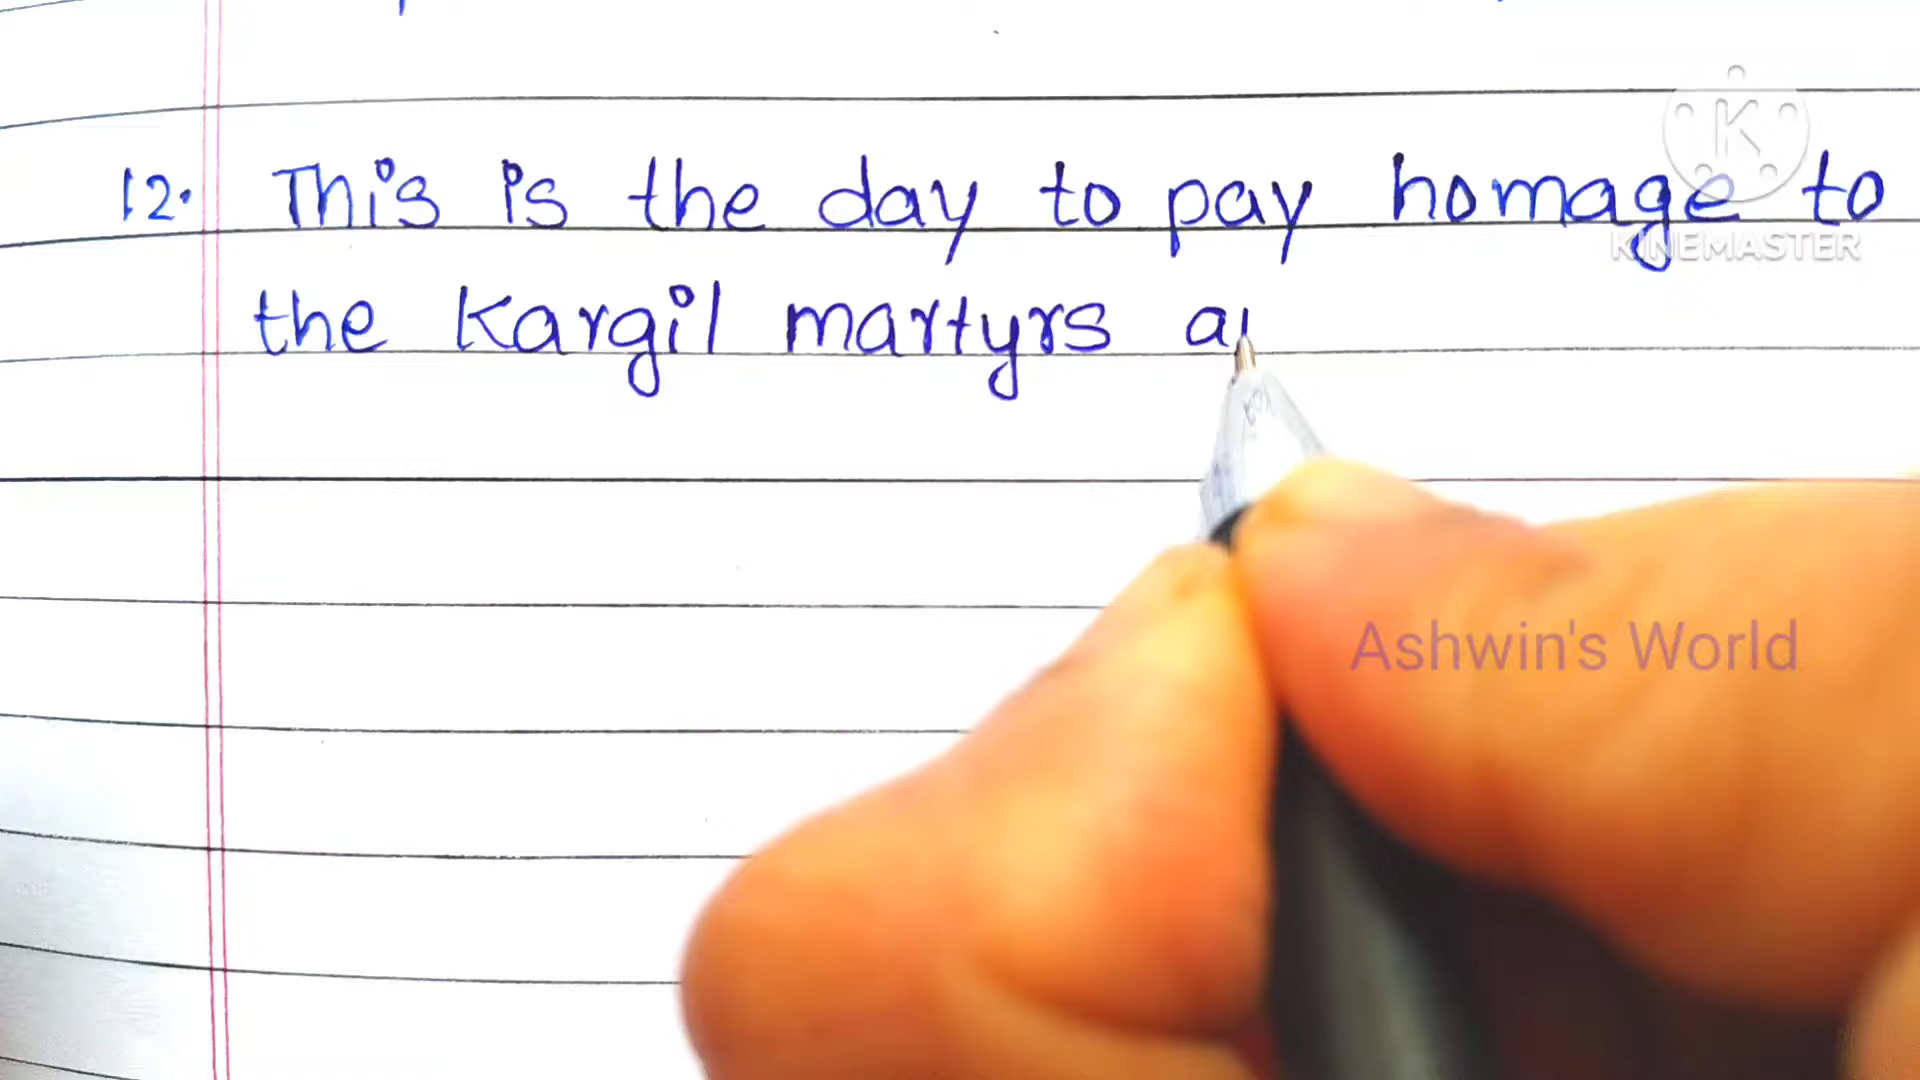 12. This is the day to pay homage to
the Kargil martyrs
KINEMASTER
Ashwin's World